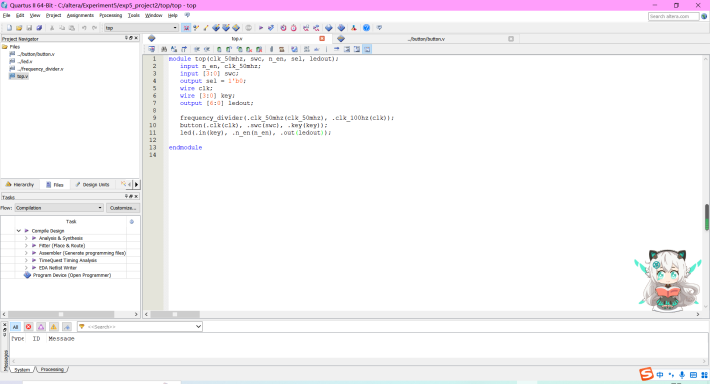 Quartus II 64-Bit - C:/altera/Experiment5/exp5_project2/top/top - top
File Edit View Project Assignments Processing Tools Window Help
Search altera.com
top
Project Navigator
top.v
.../button/button.v
Files
.../button/button.v
.../led.v
.../frequency_divider.v
top.v
1 module top(clk_50mhz, swc, n_en, sel, ledout);
2 input n_en, clk_50mhz;
3 input [3:0] swc;
4 output sel = 1'b0;
5 wire clk;
6 wire [3:0] key;
7 output [6:0] ledout;
8
9 frequency_divider(.clk_50mhz(clk_50mhz), .clk_100hz(clk));
10 button(.clk(clk), .swc(swc), .key(key));
11 led(.in(key), .n_en(n_en), .out(ledout));
12
13 endmodule
14
Hierarchy Files Design Units
Tasks
Flow: Compilation Customize...
Task
Compile Design
Analysis & Synthesis
Fitter (Place & Route)
Assembler (Generate programming files)
TimeQuest Timing Analysis
EDA Netlist Writer
Program Device (Open Programmer)
All
<<Search>>
Type ID Message
Messages
System Processing
中